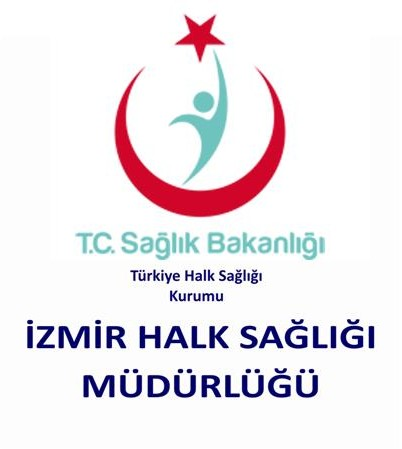 T.C. Sağlık Bakanlığı
Türkiye Halk Sağlığı
Kurumu
İZMİR HALK SAĞLIĞI
MÜDÜRLÜĞÜ